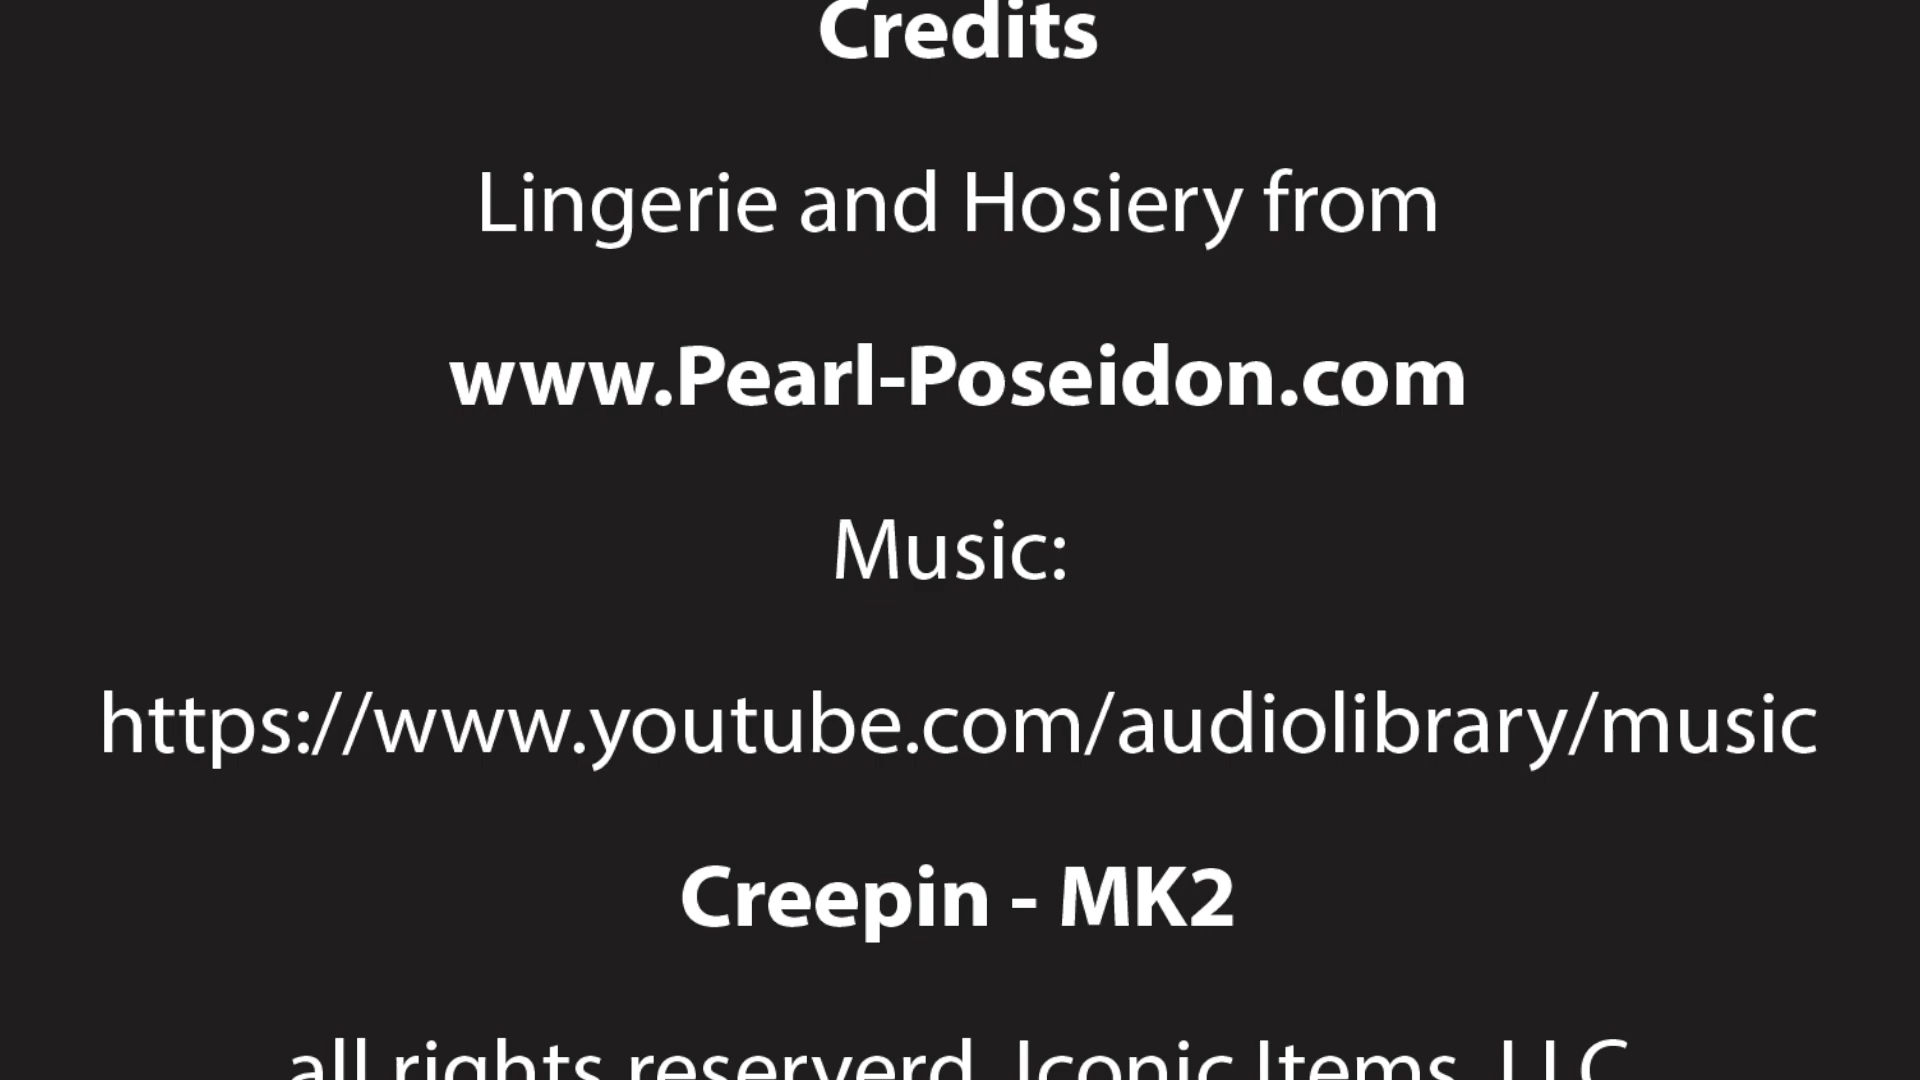 Credits
Lingerie and Hosiery from
www.Pearl-Poseidon.com
Music:
https://www.youtube.com/audiolibrary/music
Creepin - MK2
all rights reserverd Iconic Items, LLC